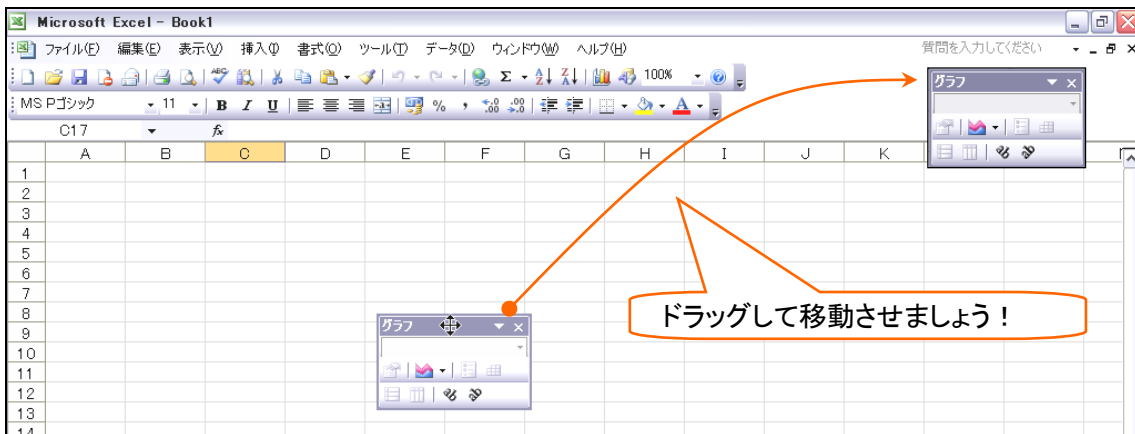 Microsoft Excel - Book1
ファイル(F) 編集(E) 表示(V) 挿入(I) 書式(O) ツール(T) データ(D) ウィンドウ(W) ヘルプ(H) 質問を入力してください
100%
グラフ
MS Pゴシック 11 B I U % ,
C17 fx
A B C D E F G H I J K
1
2
3
4
5
6
7
8
ドラッグして移動させましょう！
グラフ
9
10
11
12
13
14